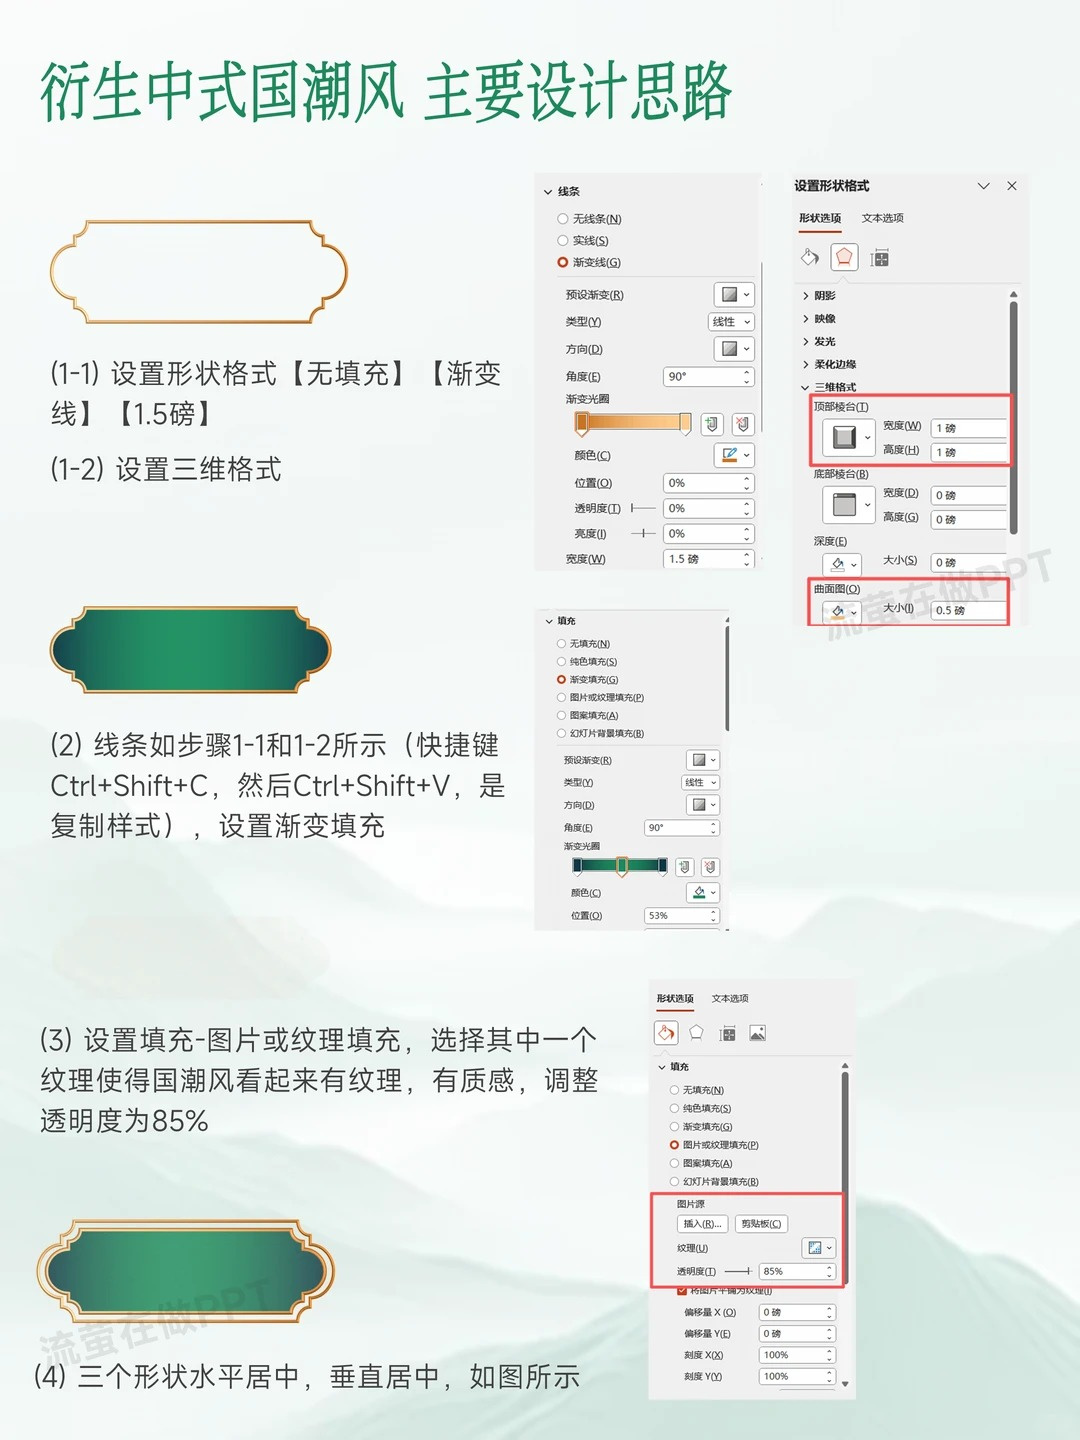 衍生中式国潮风 主要设计思路
(1-1) 设置形状格式【无填充】【渐变
线】【1.5磅】
(1-2) 设置三维格式
线条
无线条(N)
实线(S)
渐变线(G)
预设渐变(R)
类型(Y) 线性
方向(D)
角度(E) 90°
渐变光圈
颜色(C)
位置(O) 0%
透明度(T) 0%
亮度(I) 0%
宽度(W) 1.5 磅
设置形状格式
形状选项 文本选项
阴影
映像
发光
柔化边缘
三维格式
顶部棱台(T)
宽度(W) 1 磅
高度(H) 1 磅
底部棱台(B)
宽度(D) 0 磅
高度(G) 0 磅
深度(E)
大小(S) 0 磅
曲面图(O)
大小(I) 0.5 磅
流萤在做PPT
(2) 线条如步骤1-1和1-2所示（快捷键
Ctrl+Shift+C，然后Ctrl+Shift+V，是
复制样式），设置渐变填充
填充
无填充(N)
纯色填充(S)
渐变填充(G)
图片或纹理填充(P)
图案填充(A)
幻灯片背景填充(B)
预设渐变(R)
类型(Y) 线性
方向(D)
角度(E) 90°
渐变光圈
颜色(C)
位置(O) 53%
(3) 设置填充-图片或纹理填充，选择其中一个
纹理使得国潮风看起来有纹理，有质感，调整
透明度为85%
形状选项 文本选项
填充
无填充(N)
纯色填充(S)
渐变填充(G)
图片或纹理填充(P)
图案填充(A)
幻灯片背景填充(B)
图片源
插入(R)... 剪贴板(C)
纹理(U)
透明度(T) 85%
将图片平铺为纹理(I)
偏移量 X (O) 0 磅
偏移量 Y(E) 0 磅
刻度 X(X) 100%
刻度 Y(Y) 100%
流萤在做PPT
(4) 三个形状水平居中，垂直居中，如图所示